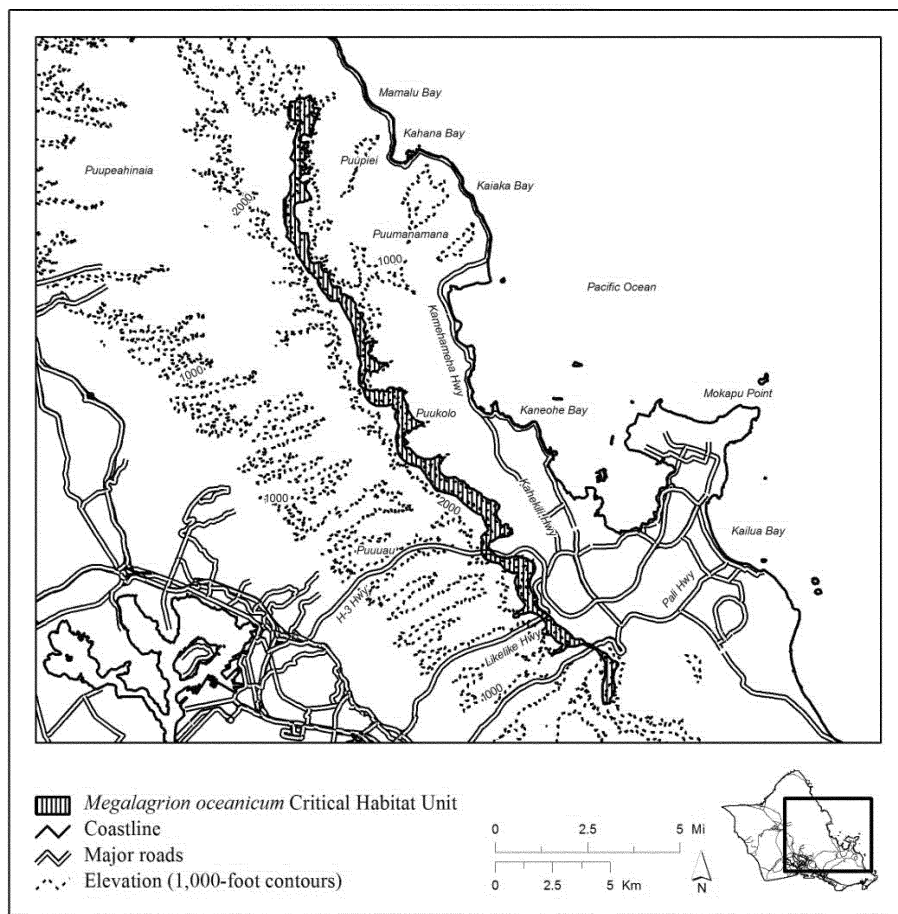 Mamalu Bay
Kahana Bay
Puupiei
Kaiaka Bay
Puupeahinaia
2000
Puumanamana
1000
Pacific Ocean
Kamehameha Hwy
1000
Mokapu Point
Puukolo
Kaneohe Bay
1000
2000
Kahekili Hwy
Kailua Bay
Puuuau
H-3 Hwy
Pali Hwy
Likelike Hwy
1000
Megalagrion oceanicum Critical Habitat Unit
Coastline
Major roads
Elevation (1,000-foot contours)
0 2.5 5 Mi
0 2.5 5 Km
N